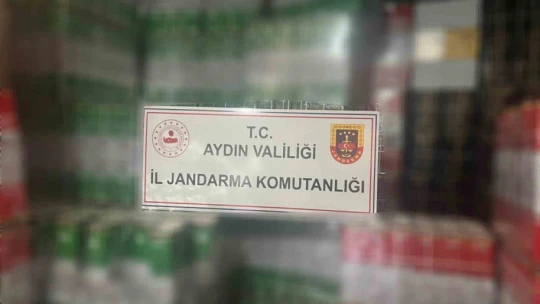 T.C.
AYDIN VALİLİĞİ
İL JANDARMA KOMUTANLIĞI